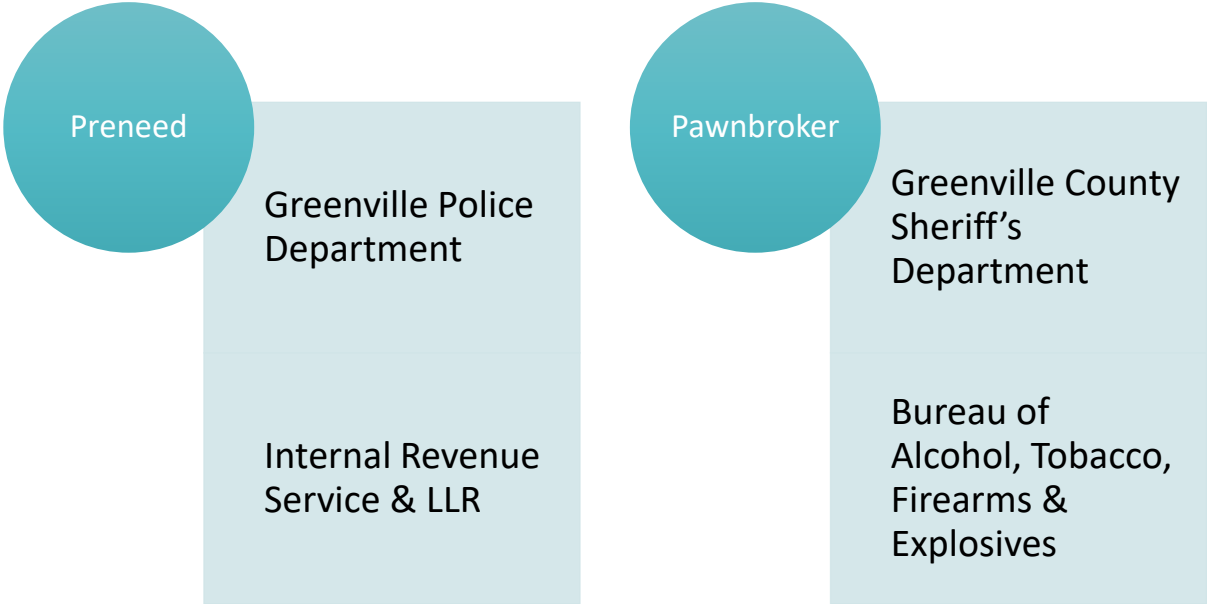 Preneed
Greenville Police
Department
Internal Revenue
Service & LLR
Pawnbroker
Greenville County
Sheriff’s
Department
Bureau of
Alcohol, Tobacco,
Firearms &
Explosives